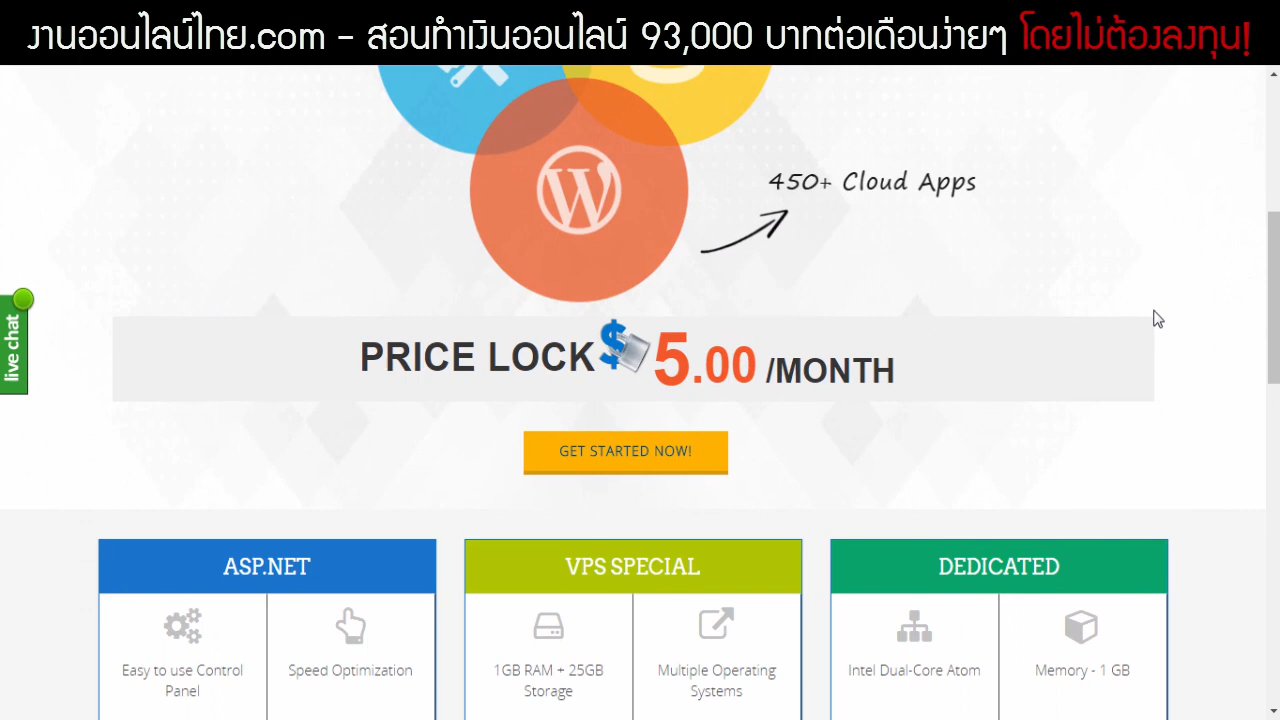 งานออนไลน์ไทย.com - สอนทำเงินออนไลน์ 93,000 บาทต่อเดือนง่ายๆ โดยไม่ต้องลงทุน!
450+ Cloud Apps
live chat
PRICE LOCK $5.00 /MONTH
GET STARTED NOW!
ASP.NET
VPS SPECIAL
DEDICATED
Easy to use Control
Panel
Speed Optimization
1GB RAM + 25GB
Storage
Multiple Operating
Systems
Intel Dual-Core Atom
Memory - 1 GB